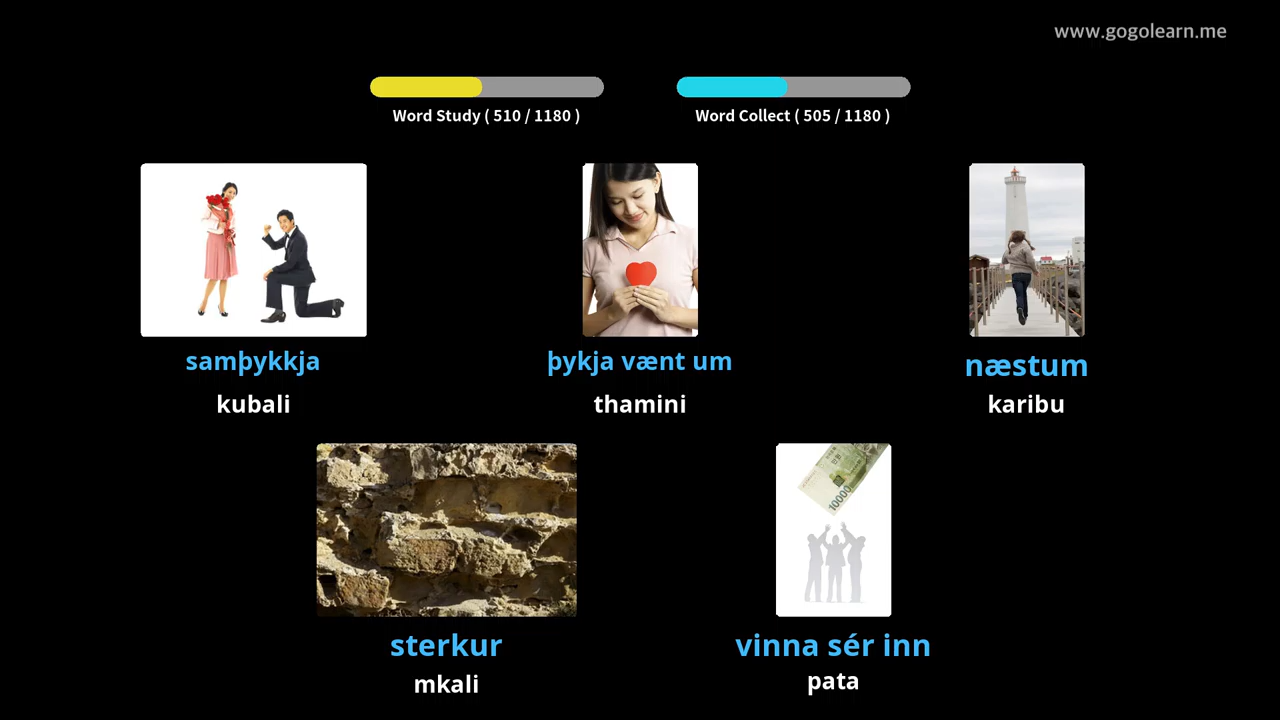 www.gogolearn.me
Word Study ( 510 / 1180 )
Word Collect ( 505 / 1180 )
samþykkja
þykja vænt um
næstum
kubali
thamini
karibu
10000
sterkur
vinna sér inn
mkali
pata